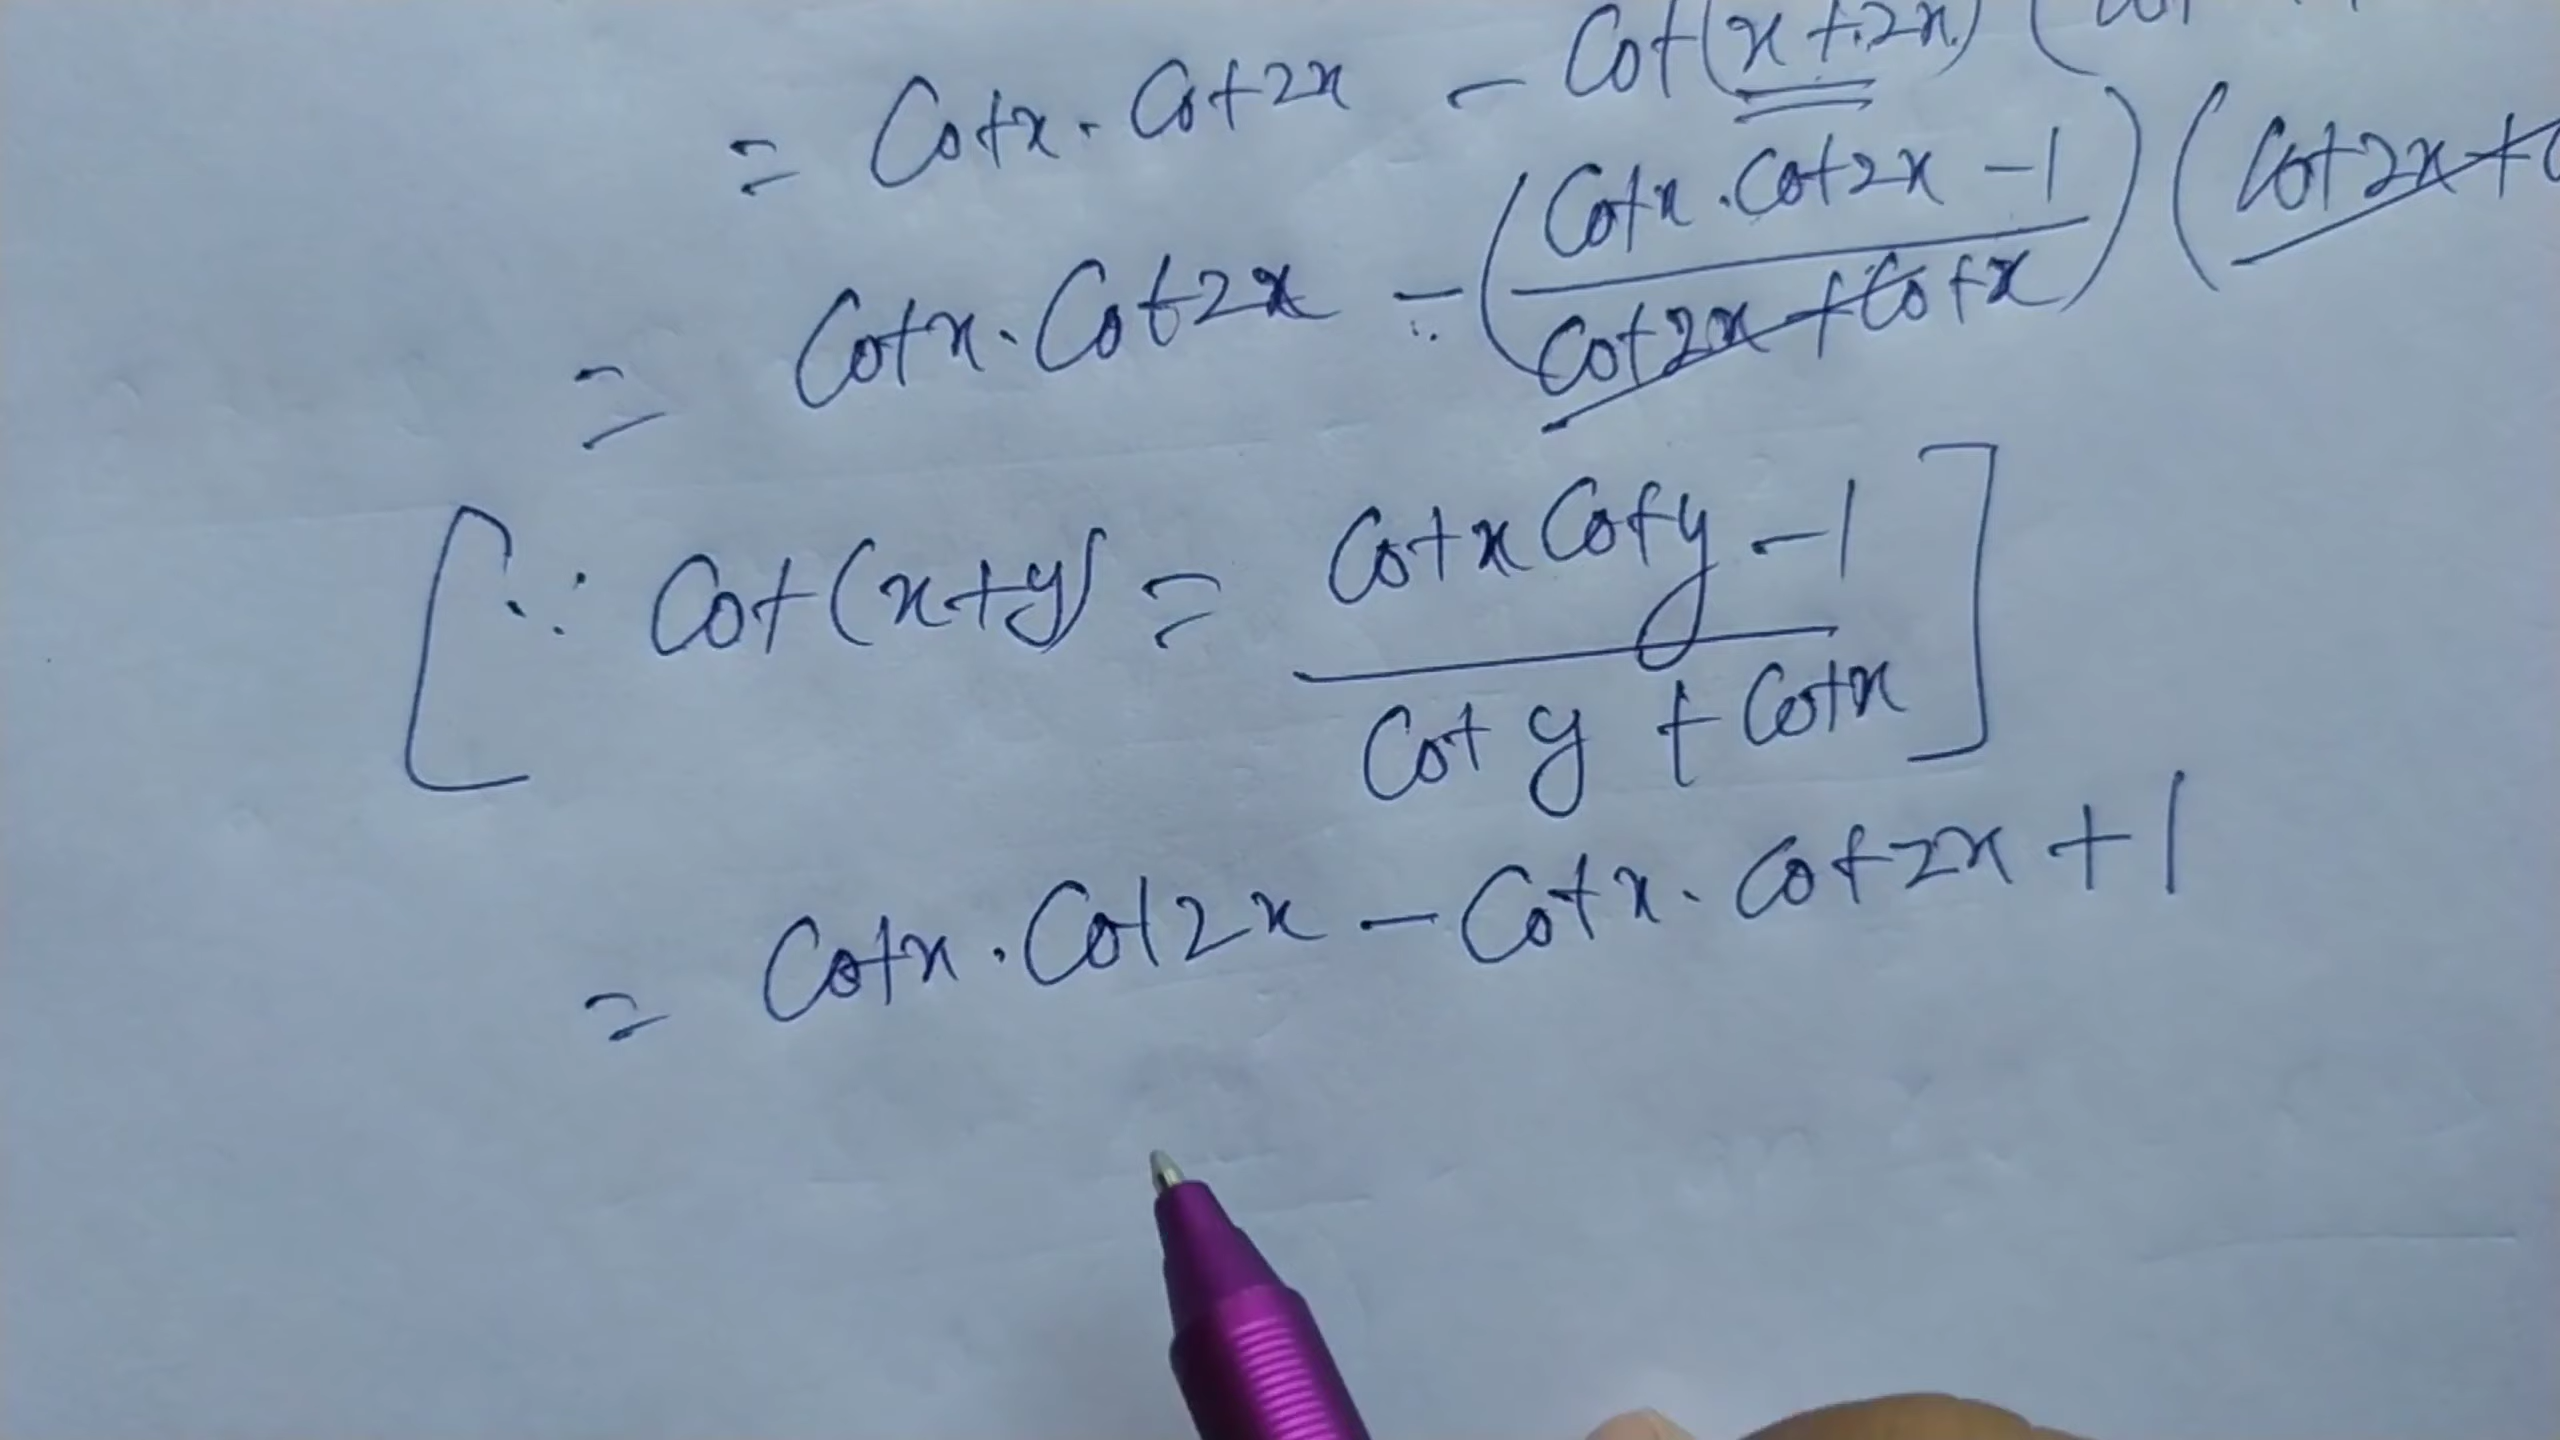 = Cotx . Cot2x - Cot(x+2x) (
= Cotx . Cot2x - (Cotx . Cot2x - 1 / Cot2x + Cotx) (Cot2x +
[∵ Cot(x+y) = Cotx Coty - 1 / Cot y + Cotx]
= Cotx . Cot2x - Cotx . Cot2x + 1